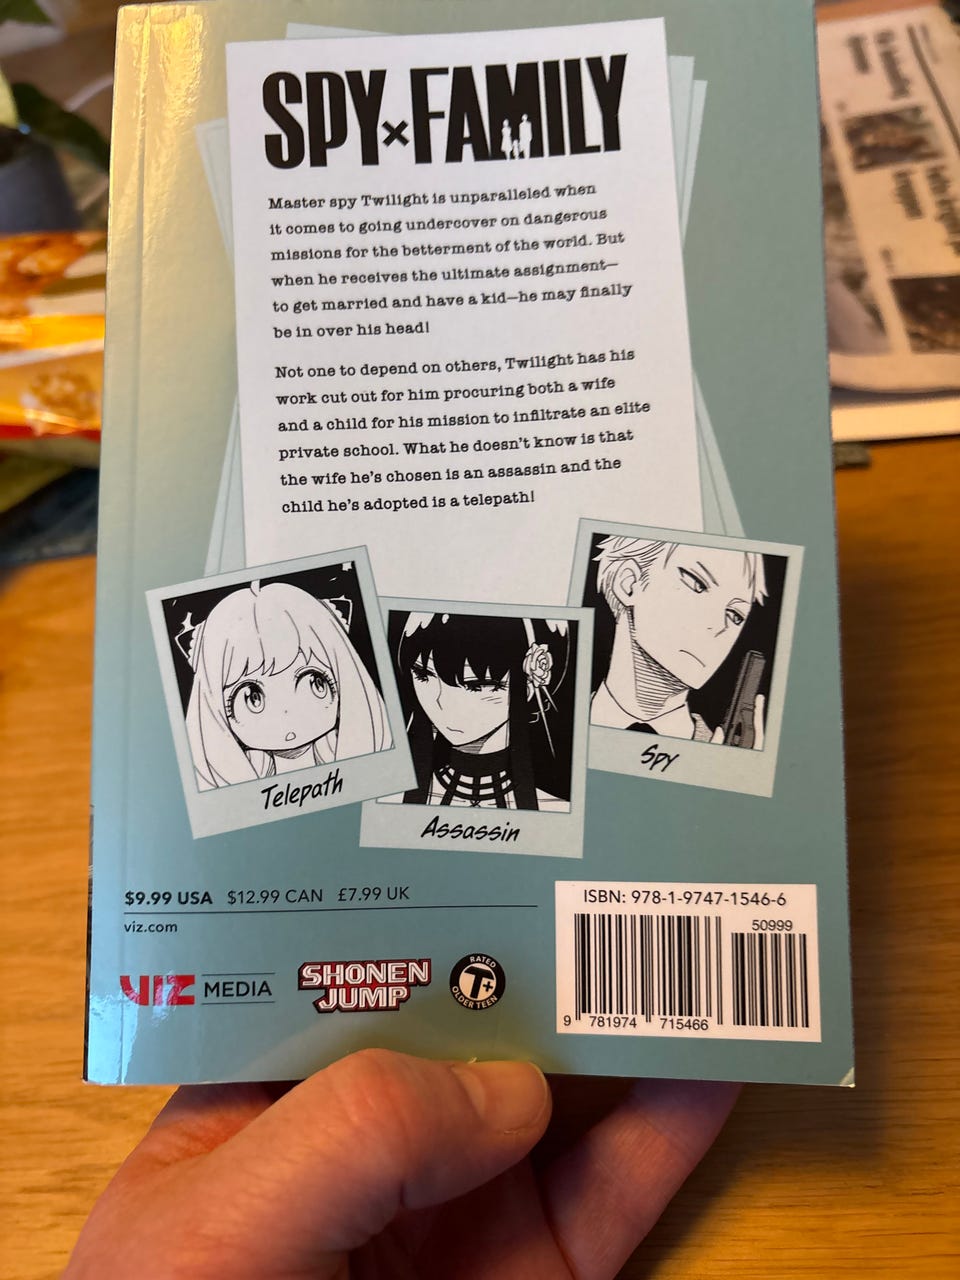 SPY×FAMILY
Master spy Twilight is unparalleled when
it comes to going undercover on dangerous
missions for the betterment of the world. But
when he receives the ultimate assignment—
to get married and have a kid—he may finally
be in over his head!
Not one to depend on others, Twilight has his
work cut out for him procuring both a wife
and a child for his mission to infiltrate an elite
private school. What he doesn't know is that
the wife he's chosen is an assassin and the
child he's adopted is a telepath!
Telepath
Assassin
Spy
$9.99 USA $12.99 CAN £7.99 UK
viz.com
VIZ MEDIA
SHONEN
JUMP
RATED
T+
OLDER TEEN
ISBN: 978-1-9747-1546-6
50999
9 781974 715466